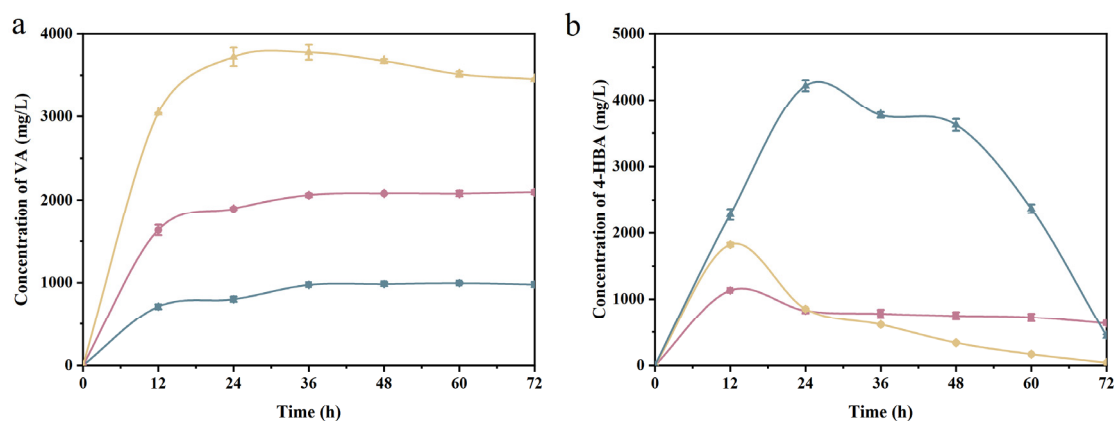 a
Concentration of VA (mg/L)
4000
3000
2000
1000
0
0 12 24 36 48 60 72
Time (h)
b
Concentration of 4-HBA (mg/L)
5000
4000
3000
2000
1000
0
0 12 24 36 48 60 72
Time (h)